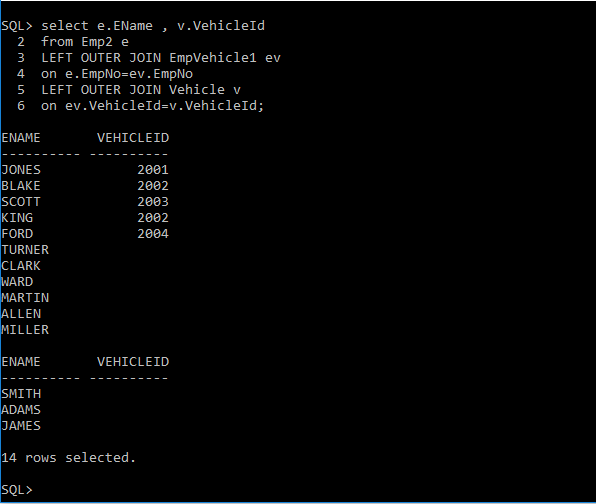 SQL> select e.EName , v.VehicleId
  2  from Emp2 e
  3  LEFT OUTER JOIN EmpVehicle1 ev
  4  on e.EmpNo=ev.EmpNo
  5  LEFT OUTER JOIN Vehicle v
  6  on ev.VehicleId=v.VehicleId;
ENAME       VEHICLEID
---------- ----------
JONES            2001
BLAKE            2002
SCOTT            2003
KING             2002
FORD             2004
TURNER
CLARK
WARD
MARTIN
ALLEN
MILLER
ENAME       VEHICLEID
---------- ----------
SMITH
ADAMS
JAMES
14 rows selected.
SQL>